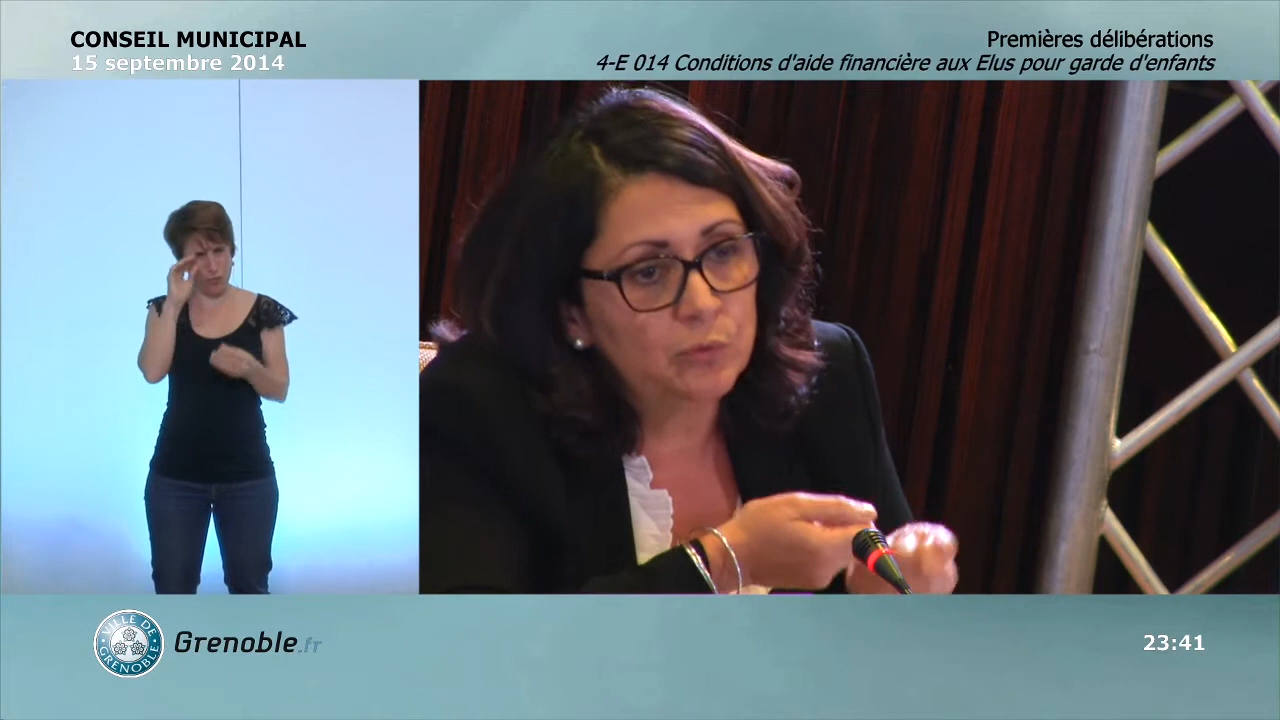 CONSEIL MUNICIPAL
15 septembre 2014
Premières délibérations
4-E 014 Conditions d'aide financière aux Elus pour garde d'enfants
VILLE DE
GRENOBLE
Grenoble.fr
23:41